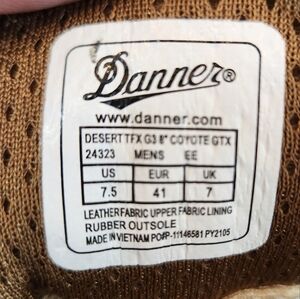 Danner®
www.danner.com
DESERT TFX G3 8" COYOTE GTX
24323 MENS EE
US EUR UK
7.5 41 7
LEATHER/FABRIC UPPER FABRIC LINING
RUBBER OUTSOLE
MADE IN VIETNAM PO#P-11146581 PY2105